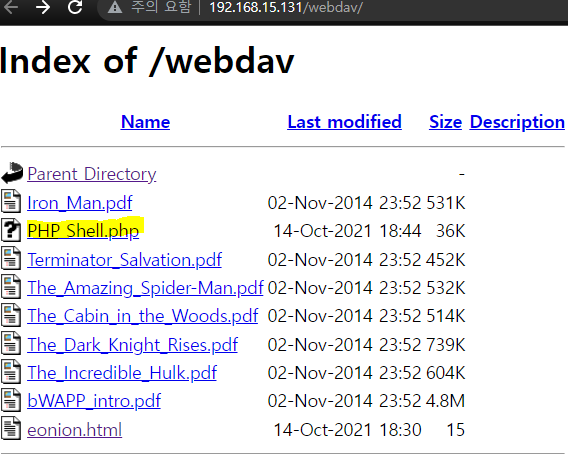 주의 요함 192.168.15.131/webdav/
Index of /webdav
Name Last modified Size Description
Parent Directory -
Iron_Man.pdf 02-Nov-2014 23:52 531K
PHP Shell.php 14-Oct-2021 18:44 36K
Terminator_Salvation.pdf 02-Nov-2014 23:52 452K
The_Amazing_Spider-Man.pdf 02-Nov-2014 23:52 532K
The_Cabin_in_the_Woods.pdf 02-Nov-2014 23:52 514K
The_Dark_Knight_Rises.pdf 02-Nov-2014 23:52 739K
The_Incredible_Hulk.pdf 02-Nov-2014 23:52 604K
bWAPP_intro.pdf 02-Nov-2014 23:52 4.8M
eonion.html 14-Oct-2021 18:30 15